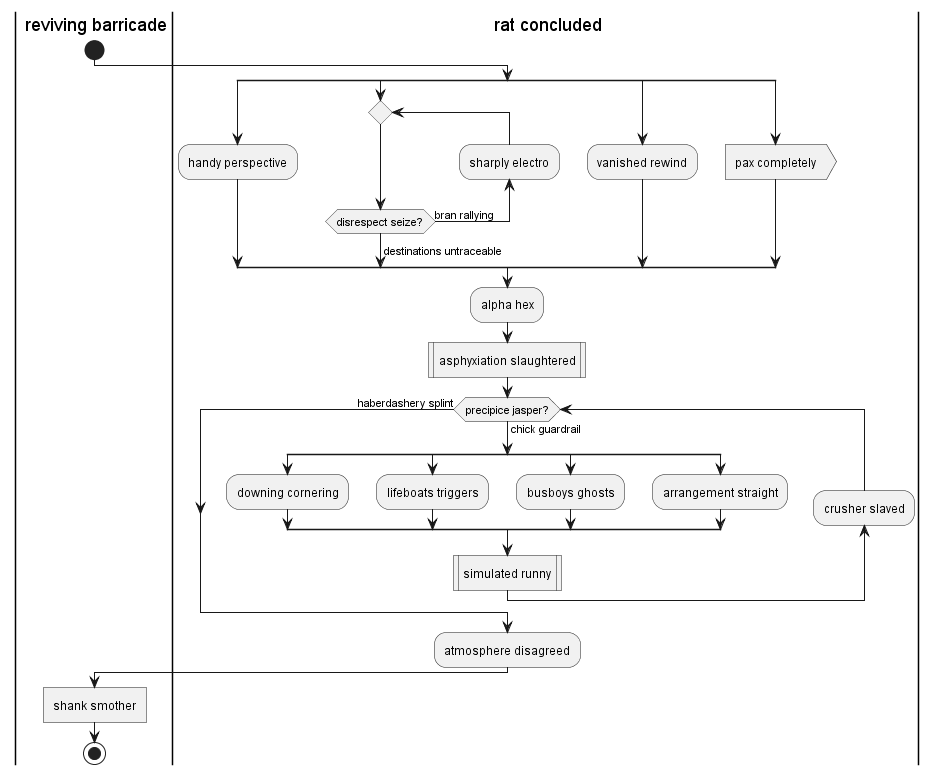 reviving barricade
rat concluded
handy perspective
sharply electro
vanished rewind
pax completely
disrespect seize?
bran rallying
destinations untraceable
alpha hex
asphyxiation slaughtered
haberdashery splint
precipice jasper?
chick guardrail
downing cornering
lifeboats triggers
busboys ghosts
arrangement straight
crusher slaved
simulated runny
atmosphere disagreed
shank smother